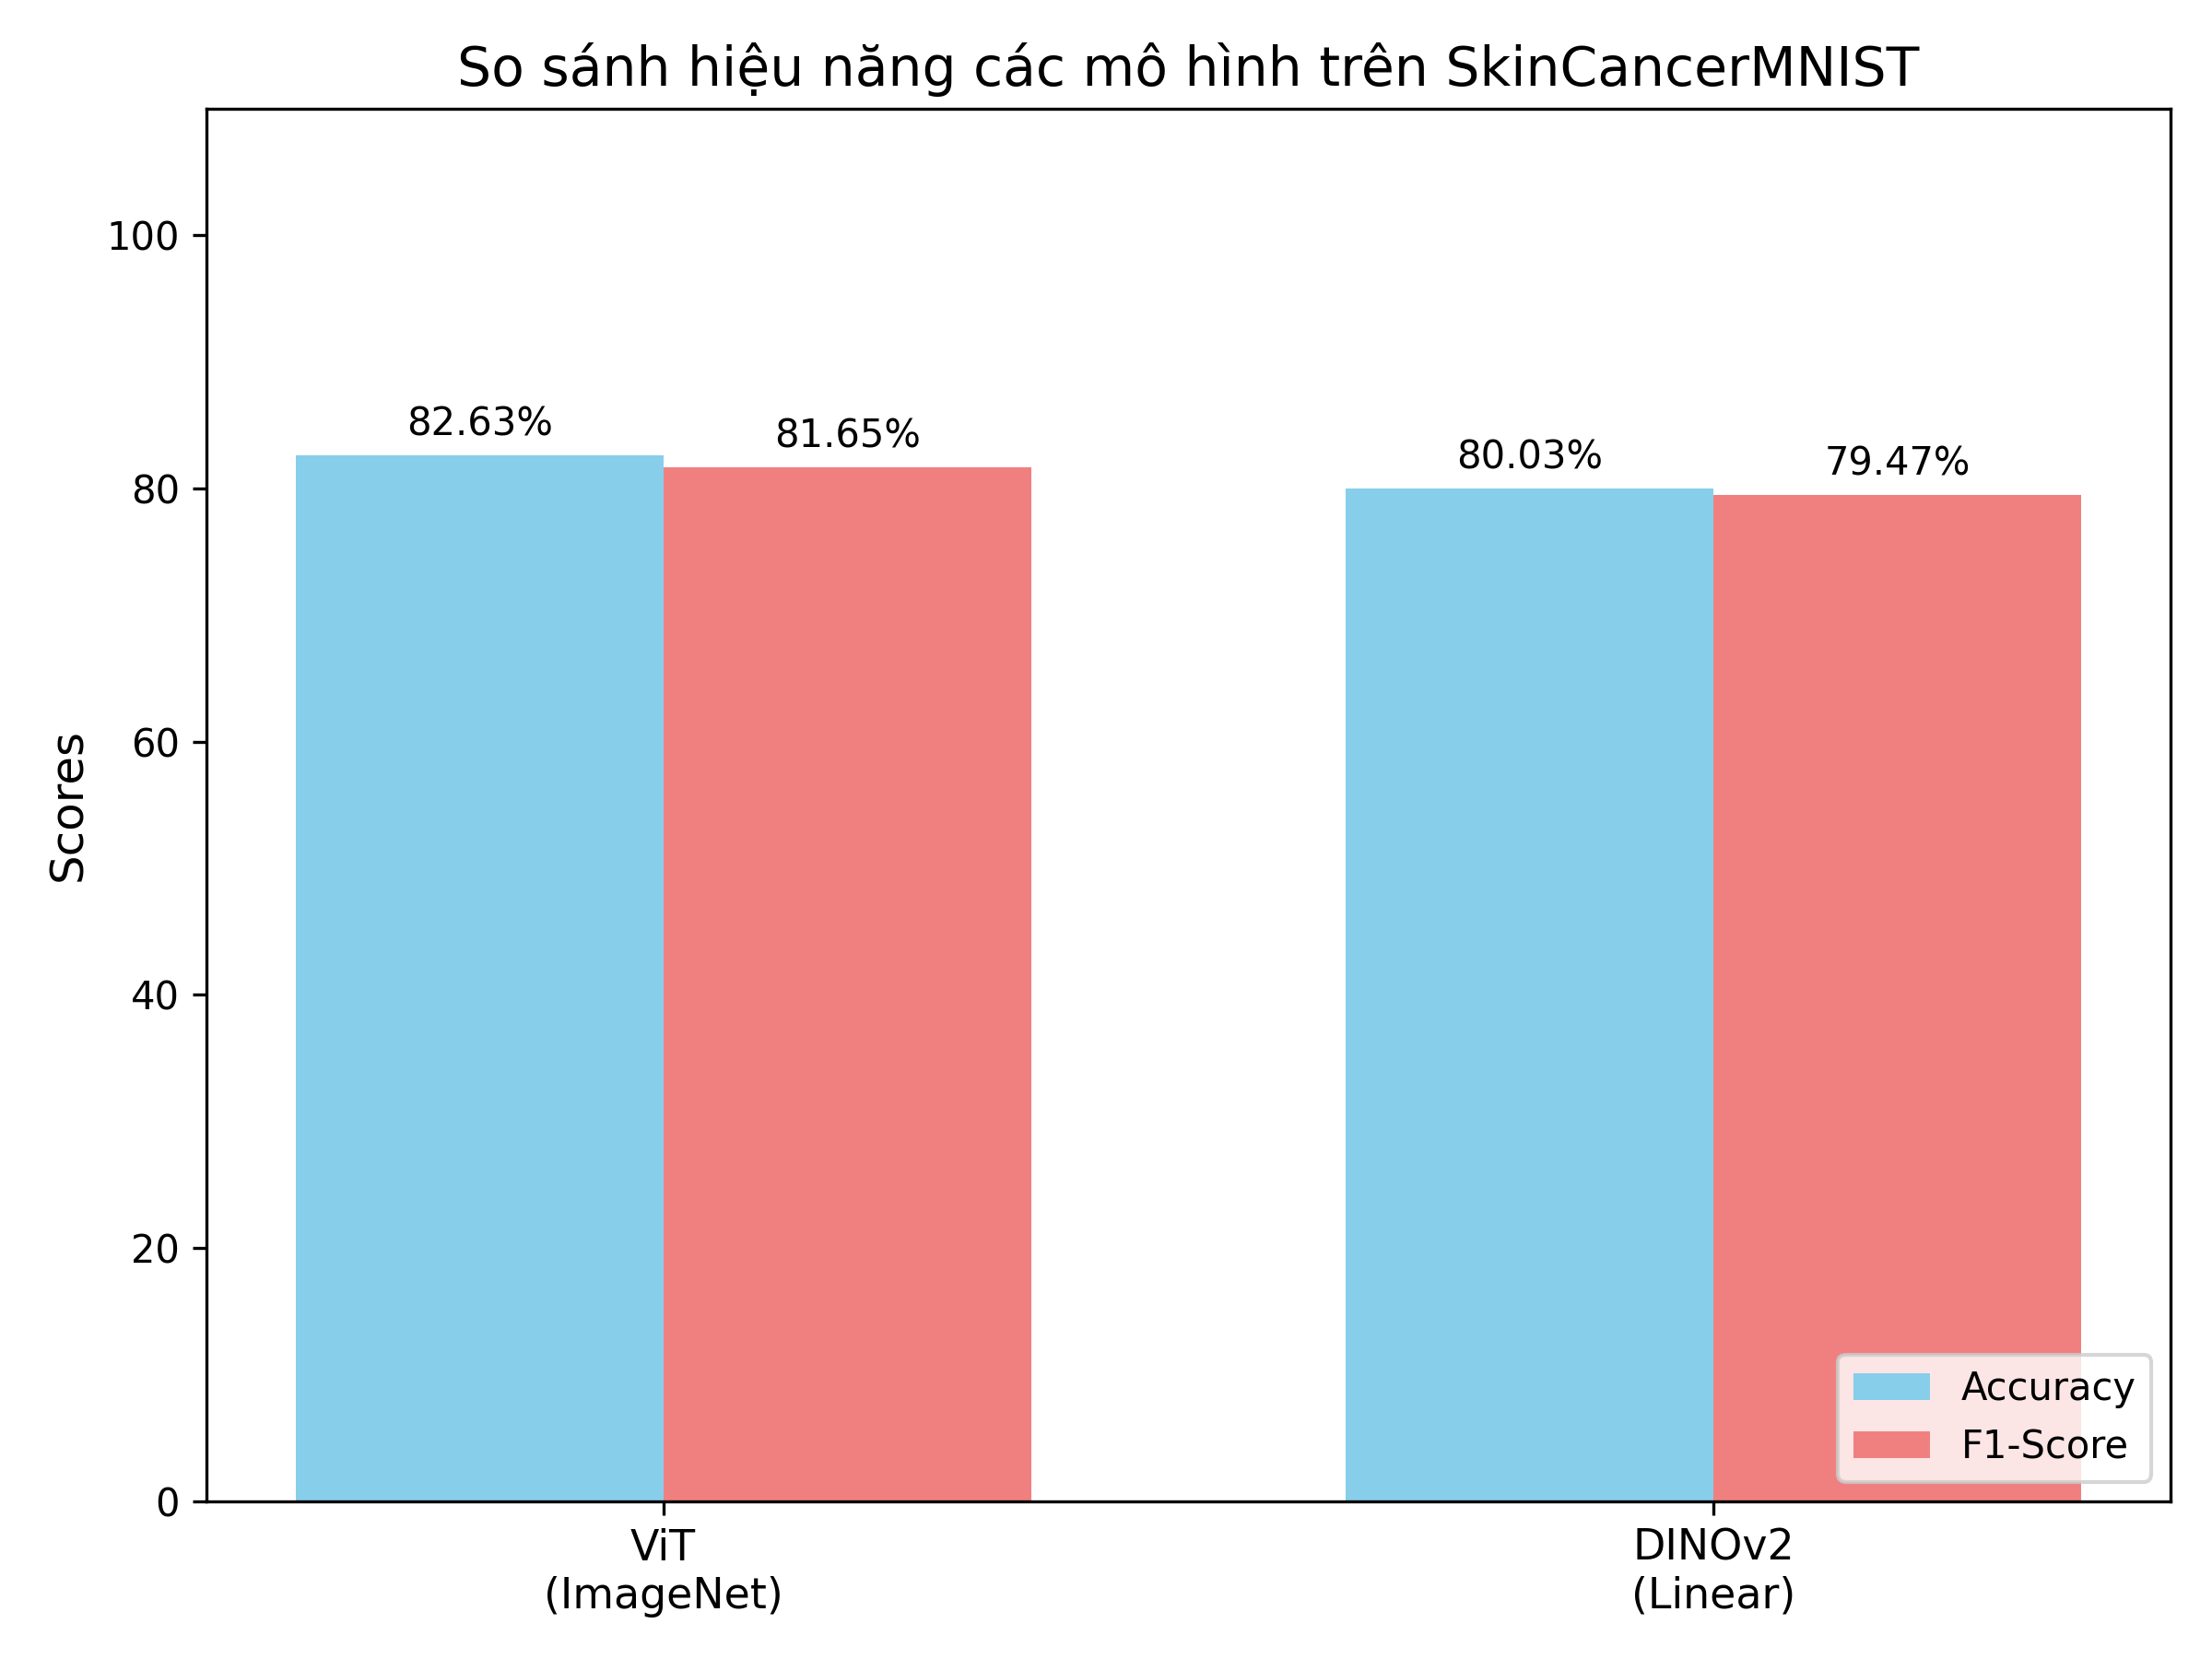 So sánh hiệu năng các mô hình trên SkinCancerMNIST
Scores
100
80
60
40
20
0
82.63%
81.65%
80.03%
79.47%
ViT
(ImageNet)
DINOv2
(Linear)
Accuracy
F1-Score